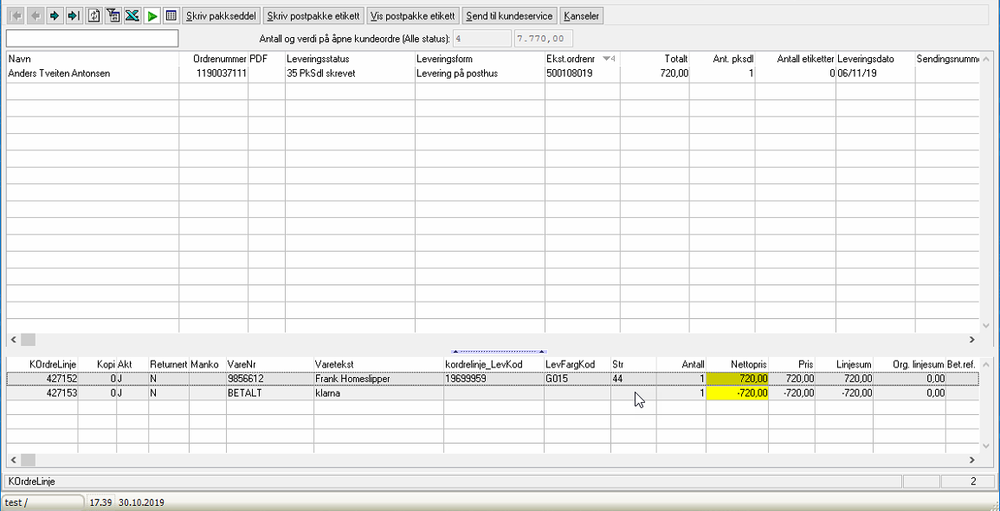 Skriv pakkseddel Skriv postpakke etikett Vis postpakke etikett Send til kundeservice Kanseler
Antall og verdi på åpne kundeordre (Alle status): 4 7.770,00
Navn Ordrenummer PDF Leveringsstatus Leveringsform Ekst.ordrenr 4 Totalt Ant. pksdl Antall etiketter Leveringsdato Sendingsnumme
Anders Tveiten Antonsen 1190037111 35 PkSdl skrevet Levering på posthus 500108019 720,00 1 0 06/11/19
KOrdreLinje Kopi Akt Returnert Manko VareNr Varetekst kordrelinje_LevKod LevFargKod Str Antall Nettopris Pris Linjesum Org. linjesum Bet.ref.
427152 0 J N 9856612 Frank Homeslipper 19699959 G015 44 1 720,00 720,00 720,00 0,00
427153 0 J N BETALT klarna 1 -720,00 -720,00 -720,00 0,00
KOrdreLinje 2
test / 17.39 30.10.2019